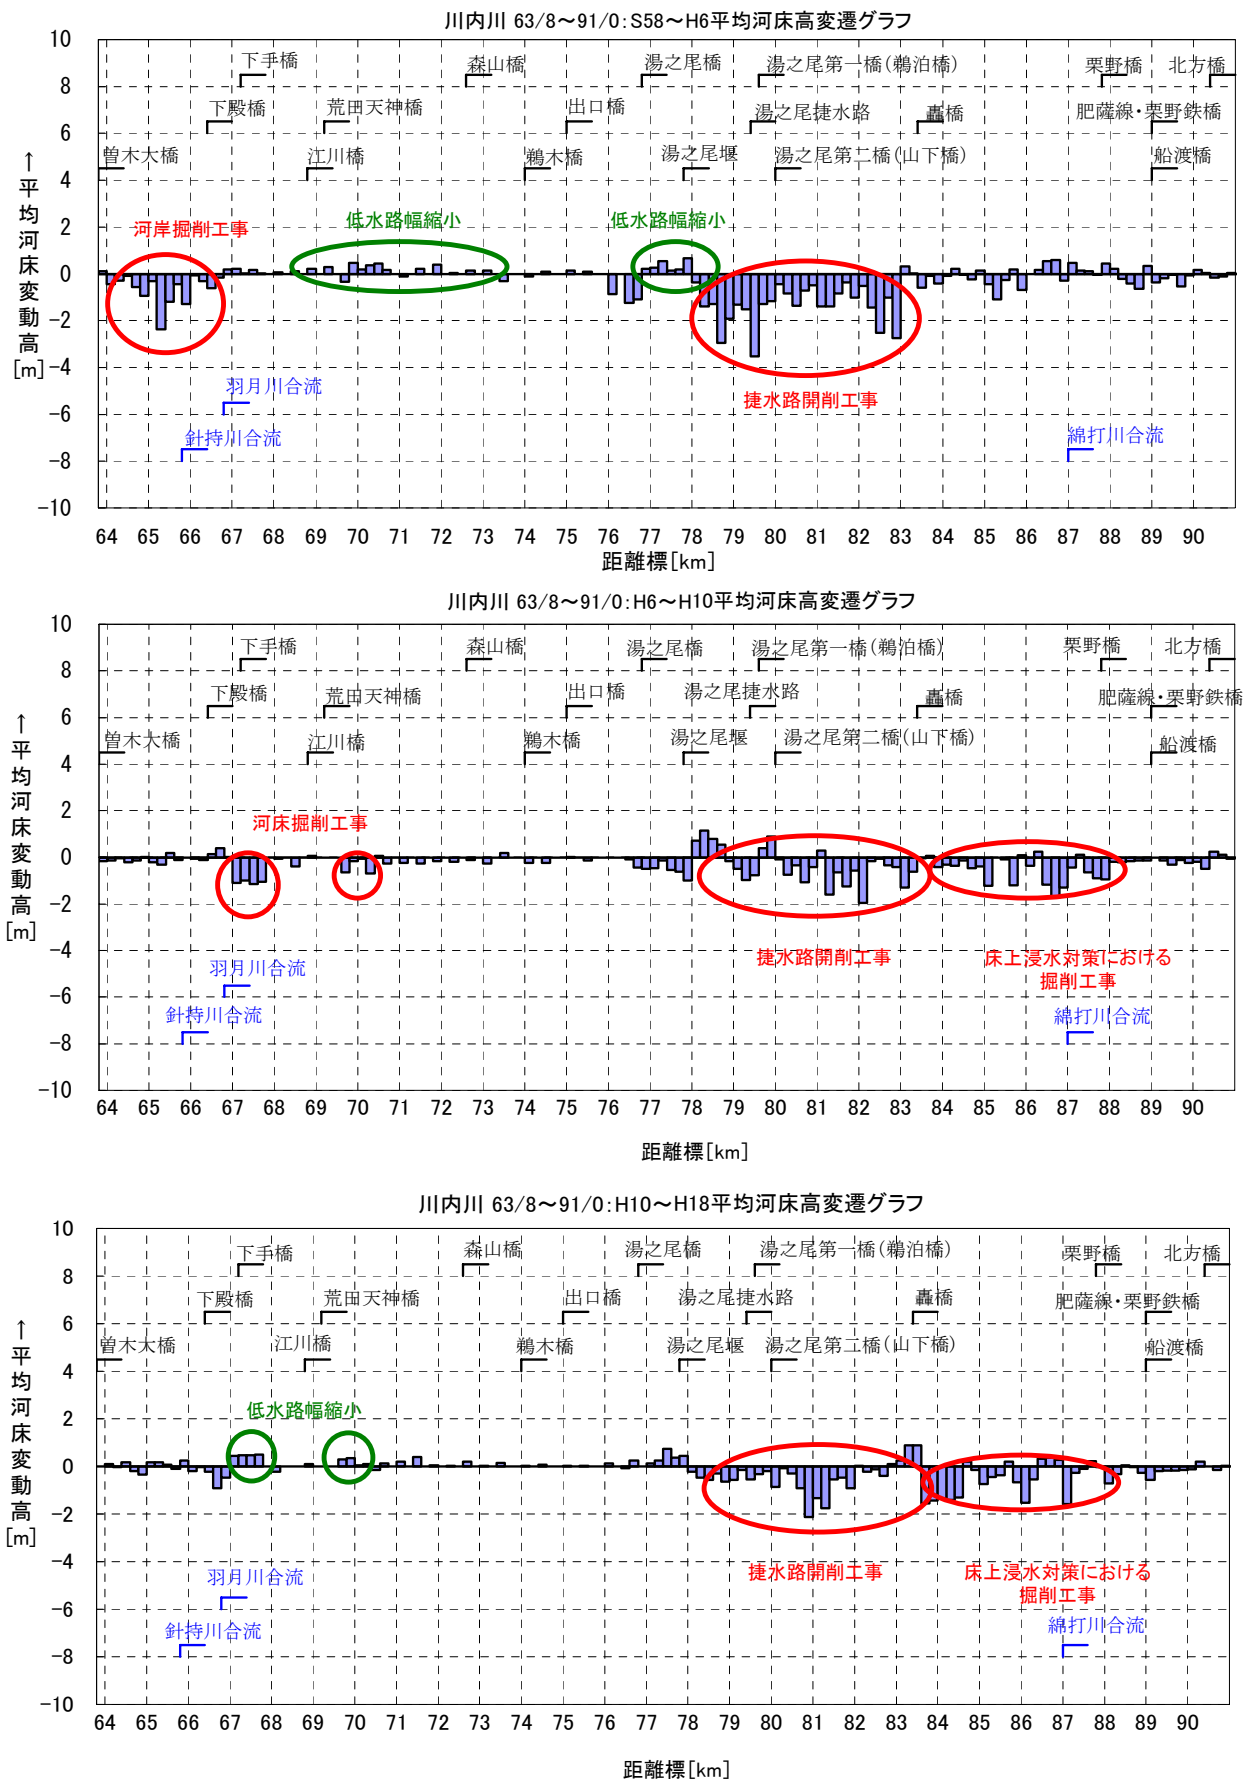 川内川 63/8～91/0:S58～H6平均河床高変遷グラフ
10
8
6
4
2
0
-2
-4
-6
-8
-10
↑平均河床変動高[m]
下手橋
森山橋
湯之尾橋
湯之尾第一橋(鵜泊橋)
栗野橋
北方橋
下殿橋
荒田天神橋
出口橋
湯之尾捷水路
轟橋
肥薩線・栗野鉄橋
曽木大橋
江川橋
鵜木橋
湯之尾堰
湯之尾第二橋(山下橋)
船渡橋
河岸掘削工事
低水路幅縮小
低水路幅縮小
捷水路開削工事
羽月川合流
針持川合流
綿打川合流
64 65 66 67 68 69 70 71 72 73 74 75 76 77 78 79 80 81 82 83 84 85 86 87 88 89 90
距離標[km]
川内川 63/8～91/0:H6～H10平均河床高変遷グラフ
10
8
6
4
2
0
-2
-4
-6
-8
-10
↑平均河床変動高[m]
下手橋
森山橋
湯之尾橋
湯之尾第一橋(鵜泊橋)
栗野橋
北方橋
下殿橋
荒田天神橋
出口橋
湯之尾捷水路
轟橋
肥薩線・栗野鉄橋
曽木大橋
江川橋
鵜木橋
湯之尾堰
湯之尾第二橋(山下橋)
船渡橋
河床掘削工事
捷水路開削工事
床上浸水対策における
掘削工事
羽月川合流
針持川合流
綿打川合流
64 65 66 67 68 69 70 71 72 73 74 75 76 77 78 79 80 81 82 83 84 85 86 87 88 89 90
距離標[km]
川内川 63/8～91/0:H10～H18平均河床高変遷グラフ
10
8
6
4
2
0
-2
-4
-6
-8
-10
↑平均河床変動高[m]
下手橋
森山橋
湯之尾橋
湯之尾第一橋(鵜泊橋)
栗野橋
北方橋
下殿橋
荒田天神橋
出口橋
湯之尾捷水路
轟橋
肥薩線・栗野鉄橋
曽木大橋
江川橋
鵜木橋
湯之尾堰
湯之尾第二橋(山下橋)
船渡橋
低水路幅縮小
捷水路開削工事
床上浸水対策における
掘削工事
羽月川合流
針持川合流
綿打川合流
64 65 66 67 68 69 70 71 72 73 74 75 76 77 78 79 80 81 82 83 84 85 86 87 88 89 90
距離標[km]